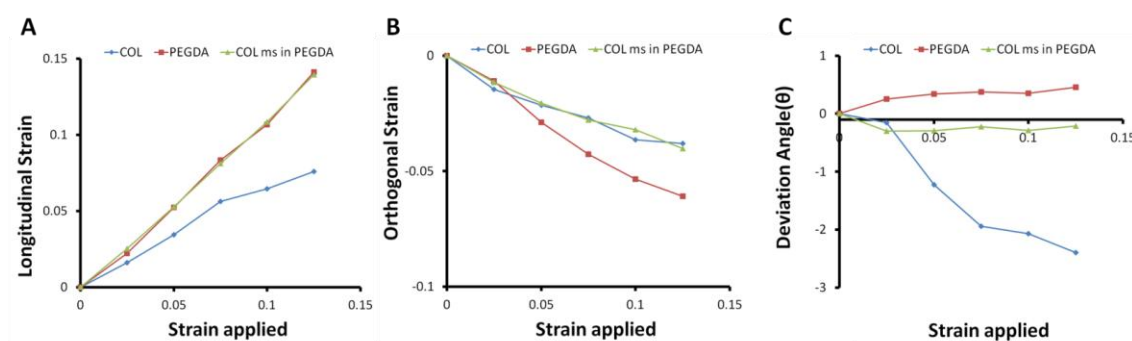 A
COL PEGDA COL ms in PEGDA
Longitudinal Strain
0.15
0.1
0.05
0
0 0.05 0.1 0.15
Strain applied
B
COL PEGDA COL ms in PEGDA
Orthogonal Strain
0
-0.05
-0.1
0 0.05 0.1 0.15
Strain applied
C
COL PEGDA COL ms in PEGDA
Deviation Angle(θ)
1
0
-1
-2
-3
0 0.05 0.1 0.15
Strain applied